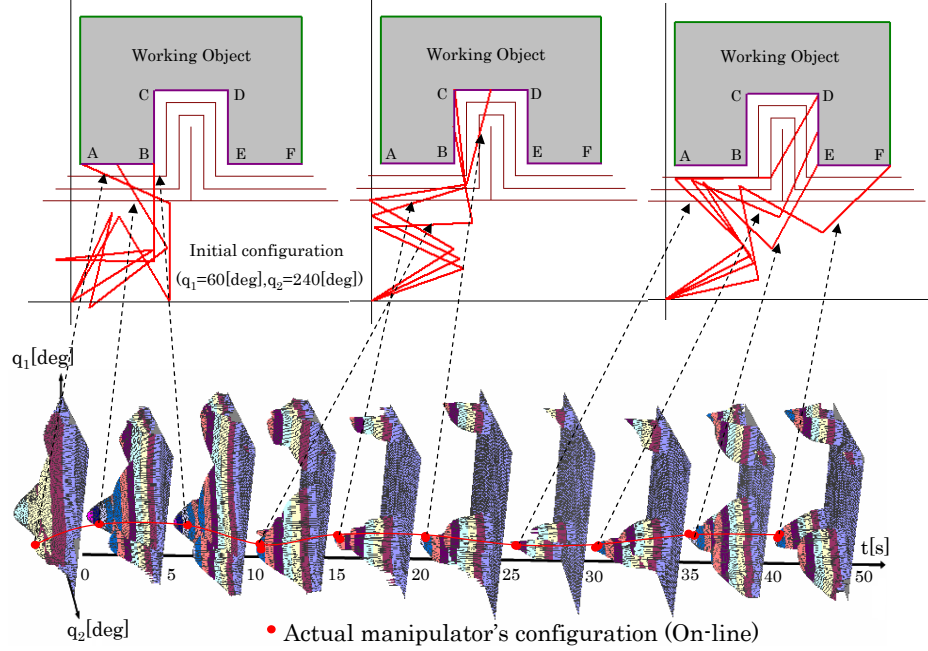 Working Object
C
D
A
B
E
F
Initial configuration
(q1=60[deg],q2=240[deg])
Working Object
C
D
A
B
E
F
Working Object
C
D
A
B
E
F
q1[deg]
0
5
10
15
20
25
30
35
40
50
t[s]
q2[deg]
Actual manipulator's configuration (On-line)